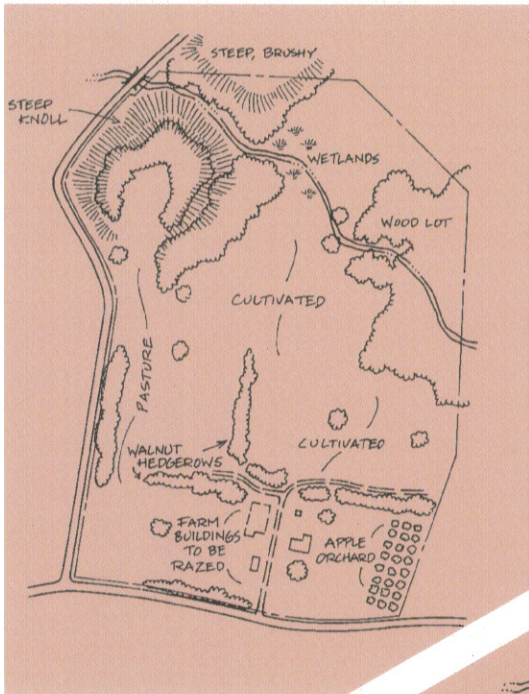 STEEP, BRUSHY
STEEP
KNOLL
WETLANDS
WOOD LOT
CULTIVATED
PASTURE
WALNUT
HEDGEROWS
CULTIVATED
FARM
BUILDINGS
TO BE
RAZED
APPLE
ORCHARD